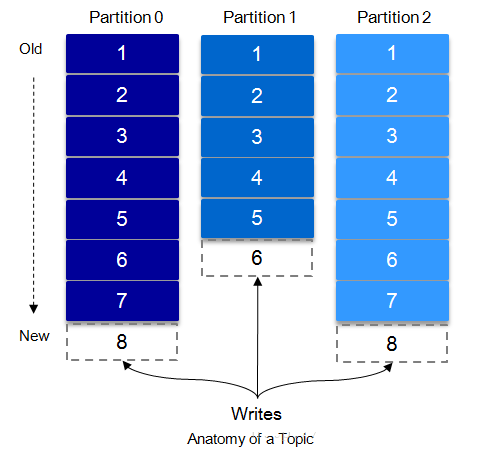 Partition 0 Partition 1 Partition 2
Old 1 1 1
2 2 2
3 3 3
4 4 4
5 5 5
6 6 6
7 7
New 8 8
Writes
Anatomy of a Topic